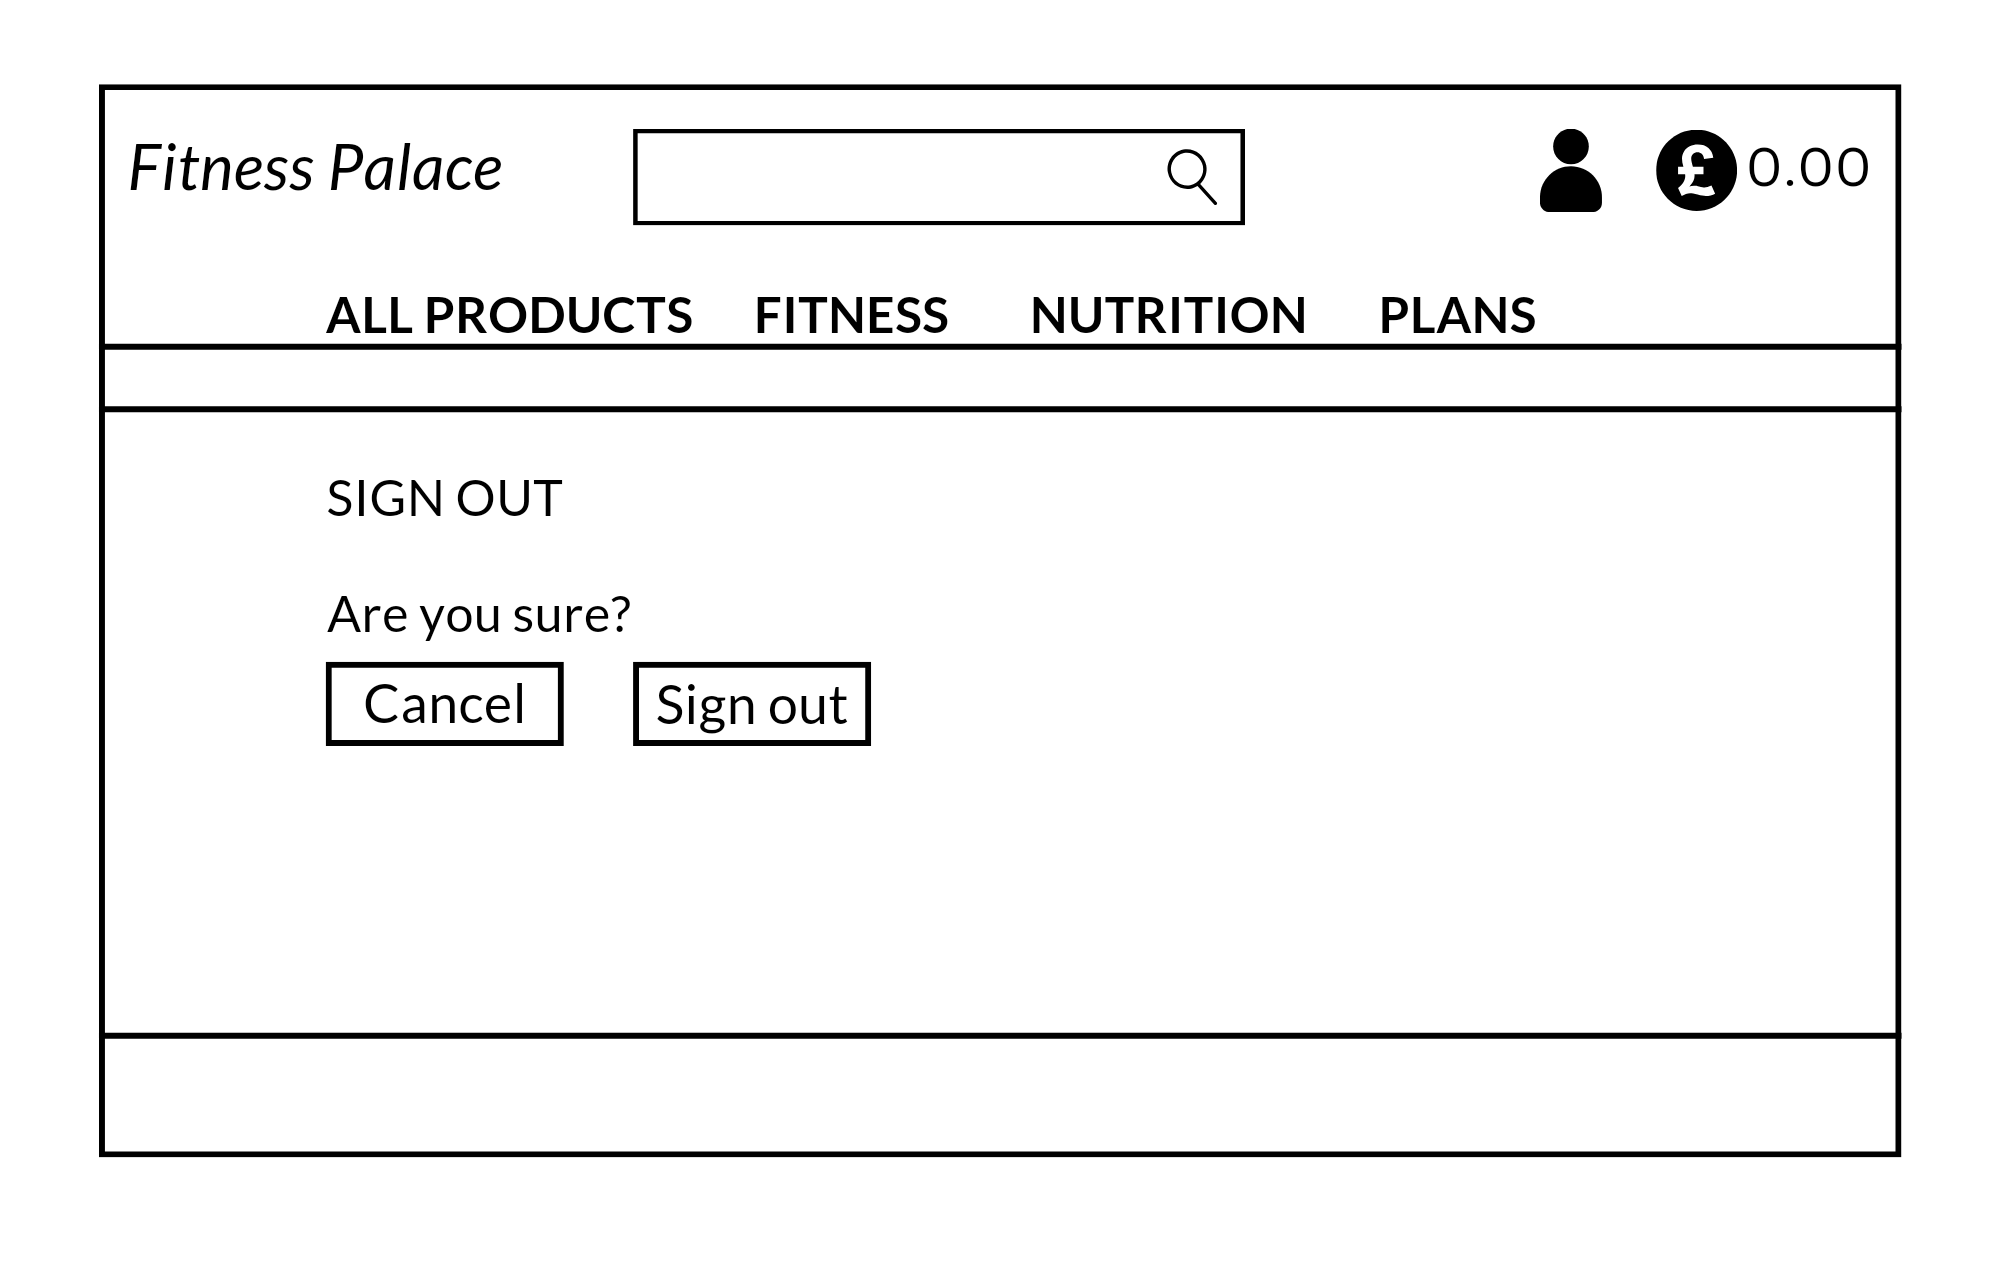 Fitness Palace
£ 0.00
ALL PRODUCTS FITNESS NUTRITION PLANS
SIGN OUT
Are you sure?
Cancel Sign out